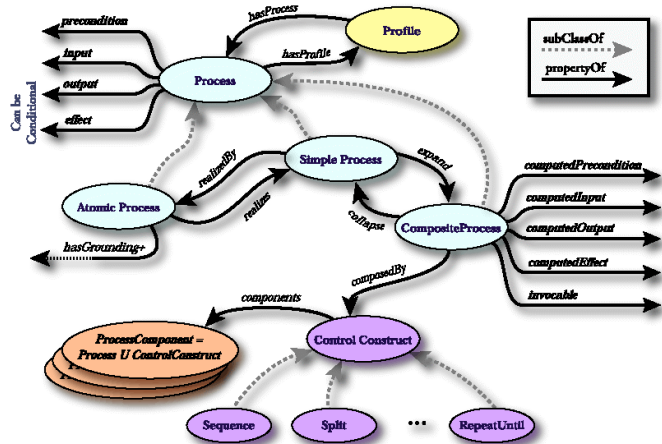 precondition
hasProcess
Profile
subClassOf
input
hasProfile
propertyOf
Process
output
Can be
Conditional
effect
Simple Process
expand
realizedBy
computedPrecondition
Atomic Process
realizes
collapse
computedInput
CompositeProcess
computedOutput
hasGrounding+
computedEffect
composedBy
invocable
components
ProcessComponent =
Process U ControlConstruct
Control Construct
Sequence
Split
...
RepeatUntil